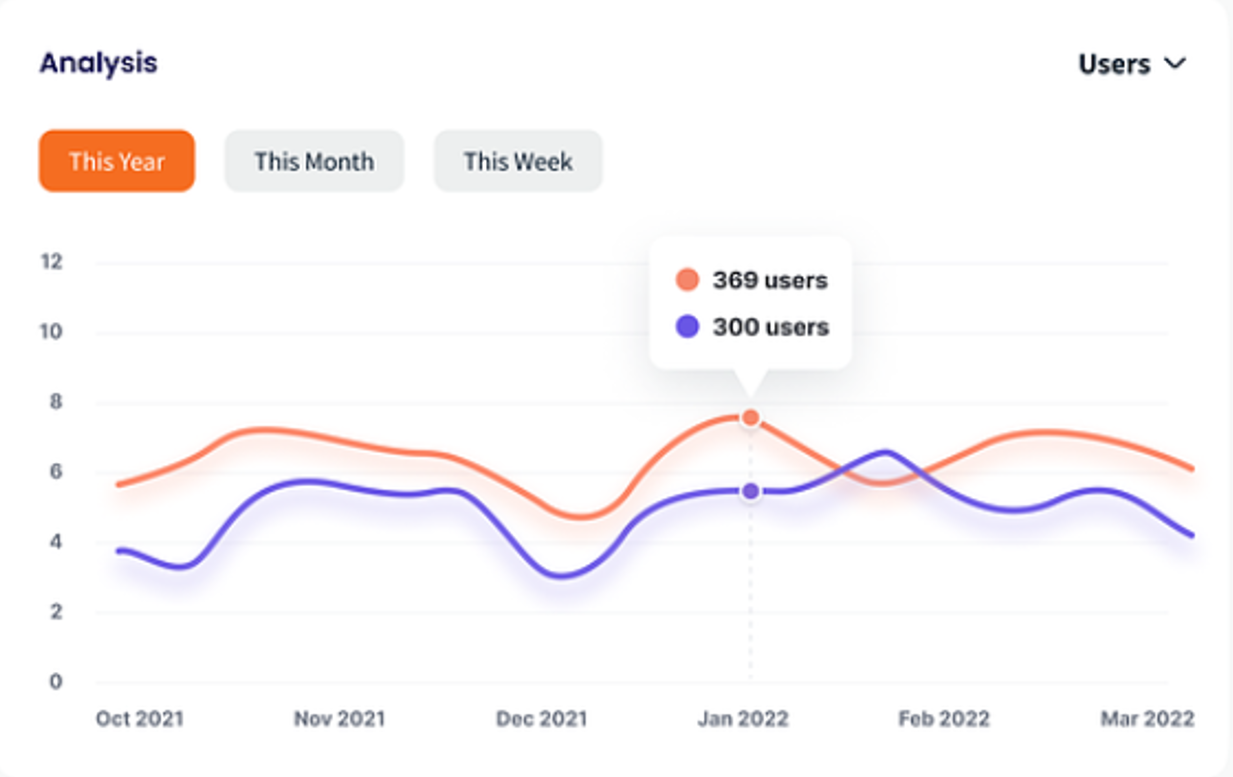 Analysis
Users
This Year
This Month
This Week
12
369 users
300 users
10
8
6
4
2
0
Oct 2021
Nov 2021
Dec 2021
Jan 2022
Feb 2022
Mar 2022